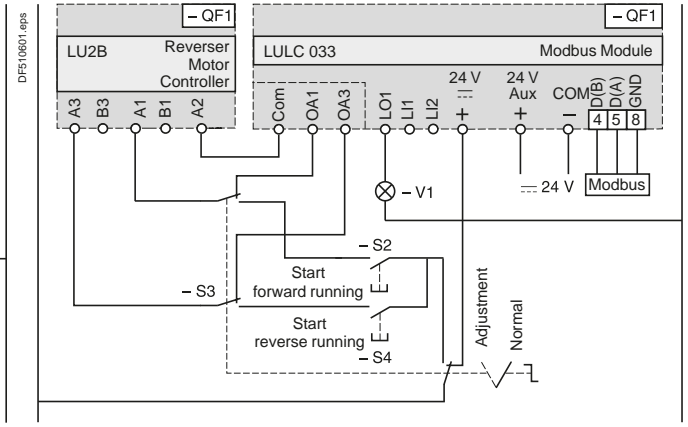 DF510601.eps
– QF1
– QF1
LU2B
Reverser
Motor
Controller
LULC 033
Modbus Module
A3
B3
A1
B1
A2
Com
OA1
OA3
LO1
LI1
LI2
24 V
+
24 V
Aux
+
COM
–
D(B)
D(A)
GND
4
5
8
– V1
24 V
Modbus
– S2
Start
forward running
– S3
Start
reverse running
– S4
Adjustment
Normal